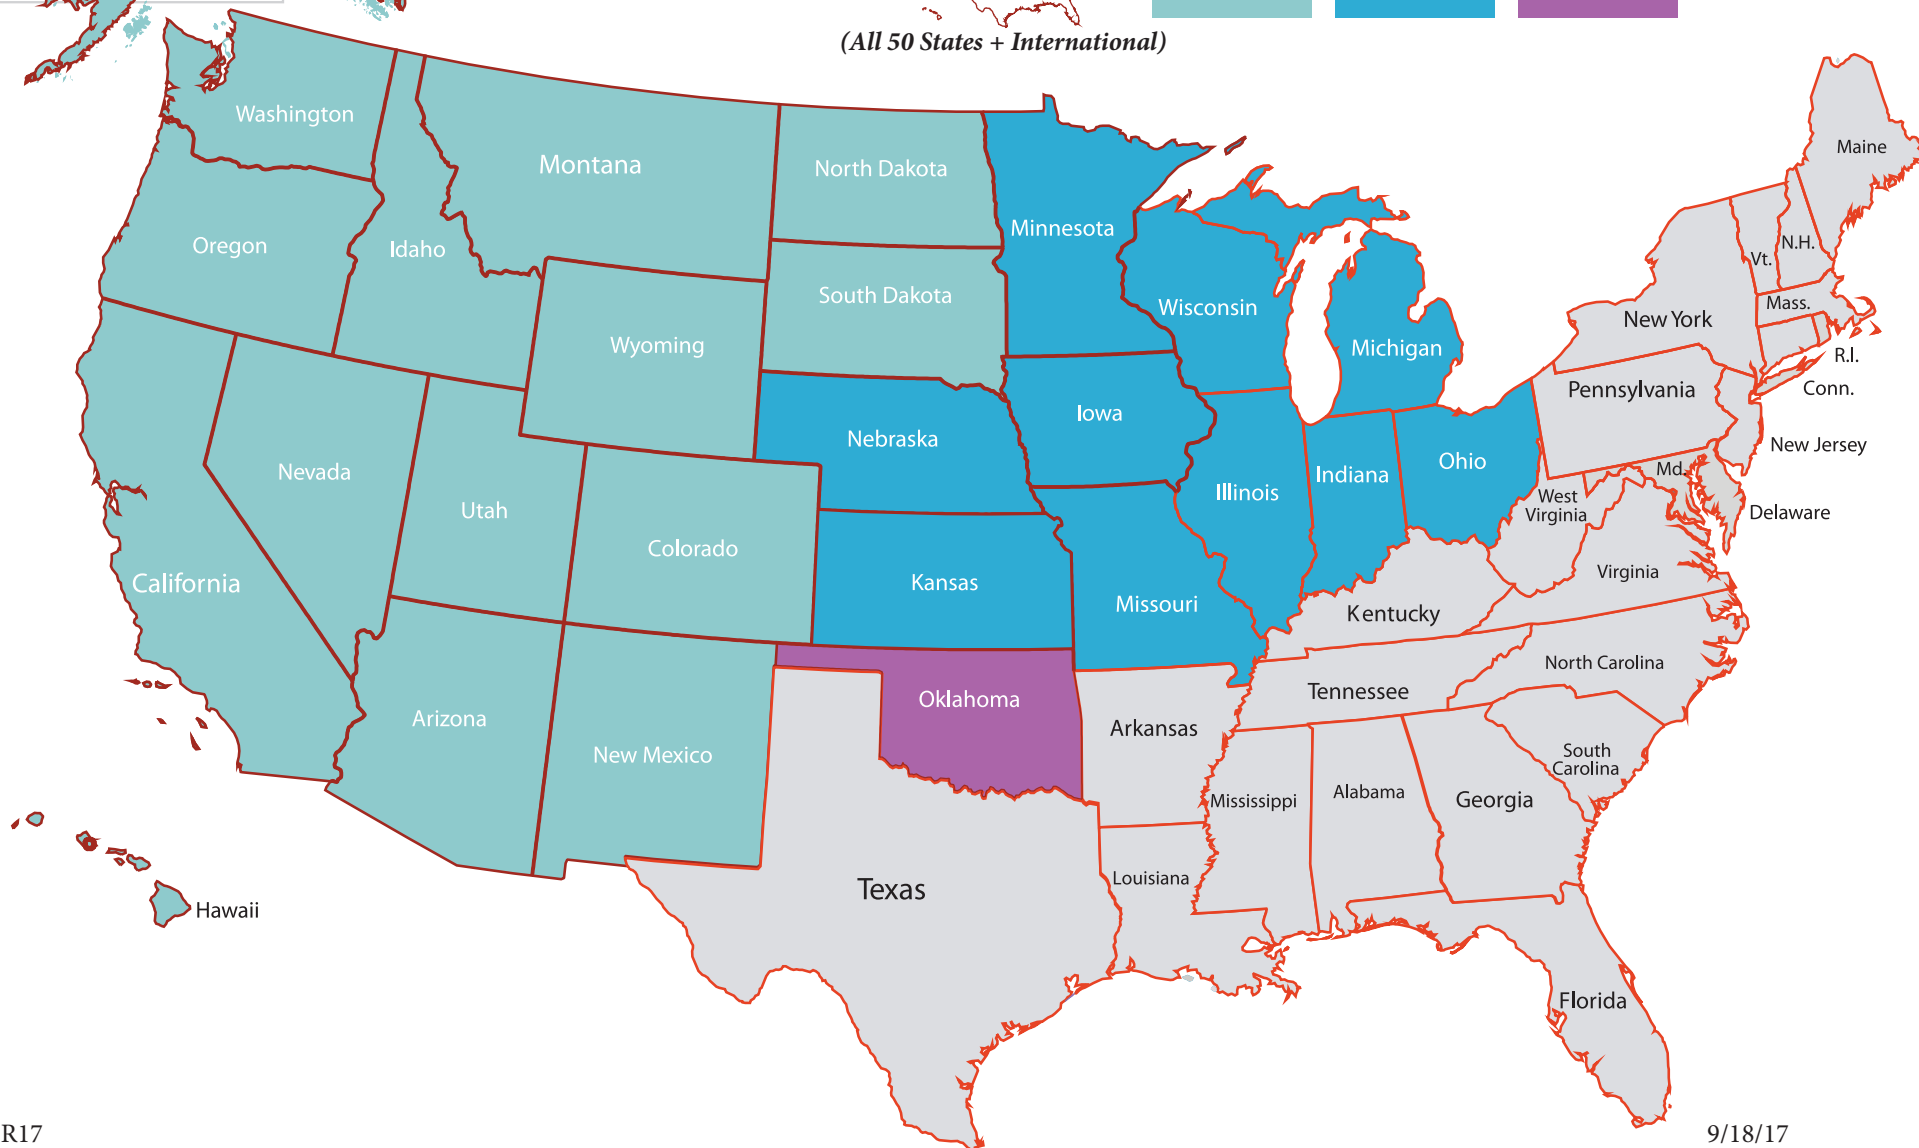 (All 50 States + International)
Washington
Montana
North Dakota
Minnesota
Maine
Oregon
Idaho
South Dakota
Wisconsin
Michigan
New York
Vt.
N.H.
Mass.
R.I.
Conn.
Wyoming
Nebraska
Iowa
Illinois
Indiana
Ohio
Pennsylvania
New Jersey
Md.
Delaware
West
Virginia
Virginia
Nevada
Utah
Colorado
California
Kansas
Missouri
Kentucky
North Carolina
Tennessee
Arizona
New Mexico
Oklahoma
Arkansas
South
Carolina
Mississippi
Alabama
Georgia
Texas
Louisiana
Hawaii
Florida
R17
9/18/17